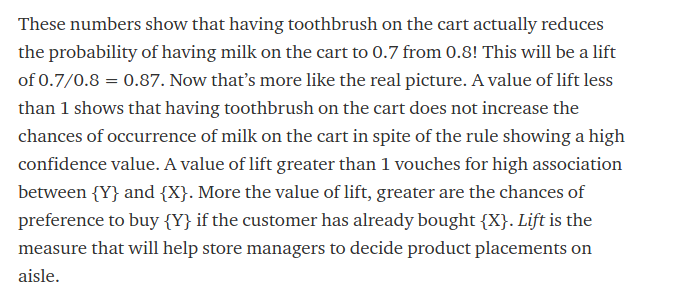 These numbers show that having toothbrush on the cart actually reduces
the probability of having milk on the cart to 0.7 from 0.8! This will be a lift
of 0.7/0.8 = 0.87. Now that’s more like the real picture. A value of lift less
than 1 shows that having toothbrush on the cart does not increase the
chances of occurrence of milk on the cart in spite of the rule showing a high
confidence value. A value of lift greater than 1 vouches for high association
between {Y} and {X}. More the value of lift, greater are the chances of
preference to buy {Y} if the customer has already bought {X}. Lift is the
measure that will help store managers to decide product placements on
aisle.